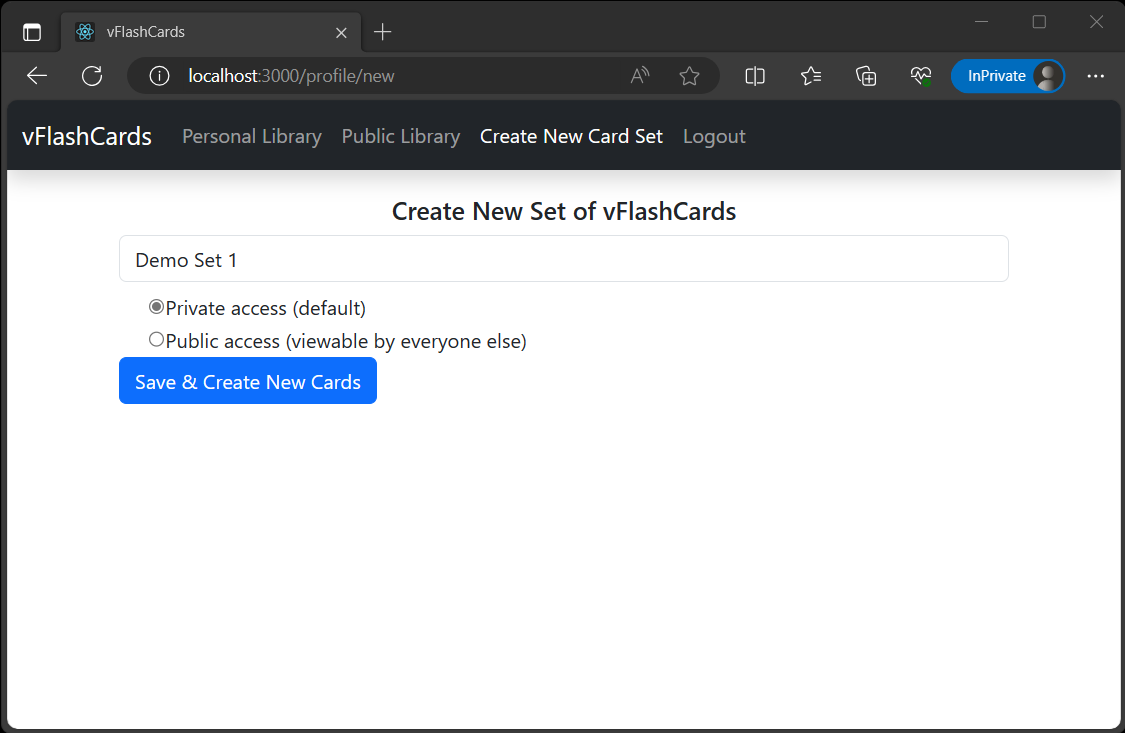 vFlashCards
localhost:3000/profile/new
InPrivate
vFlashCards Personal Library Public Library Create New Card Set Logout
Create New Set of vFlashCards
Demo Set 1
Private access (default)
Public access (viewable by everyone else)
Save & Create New Cards